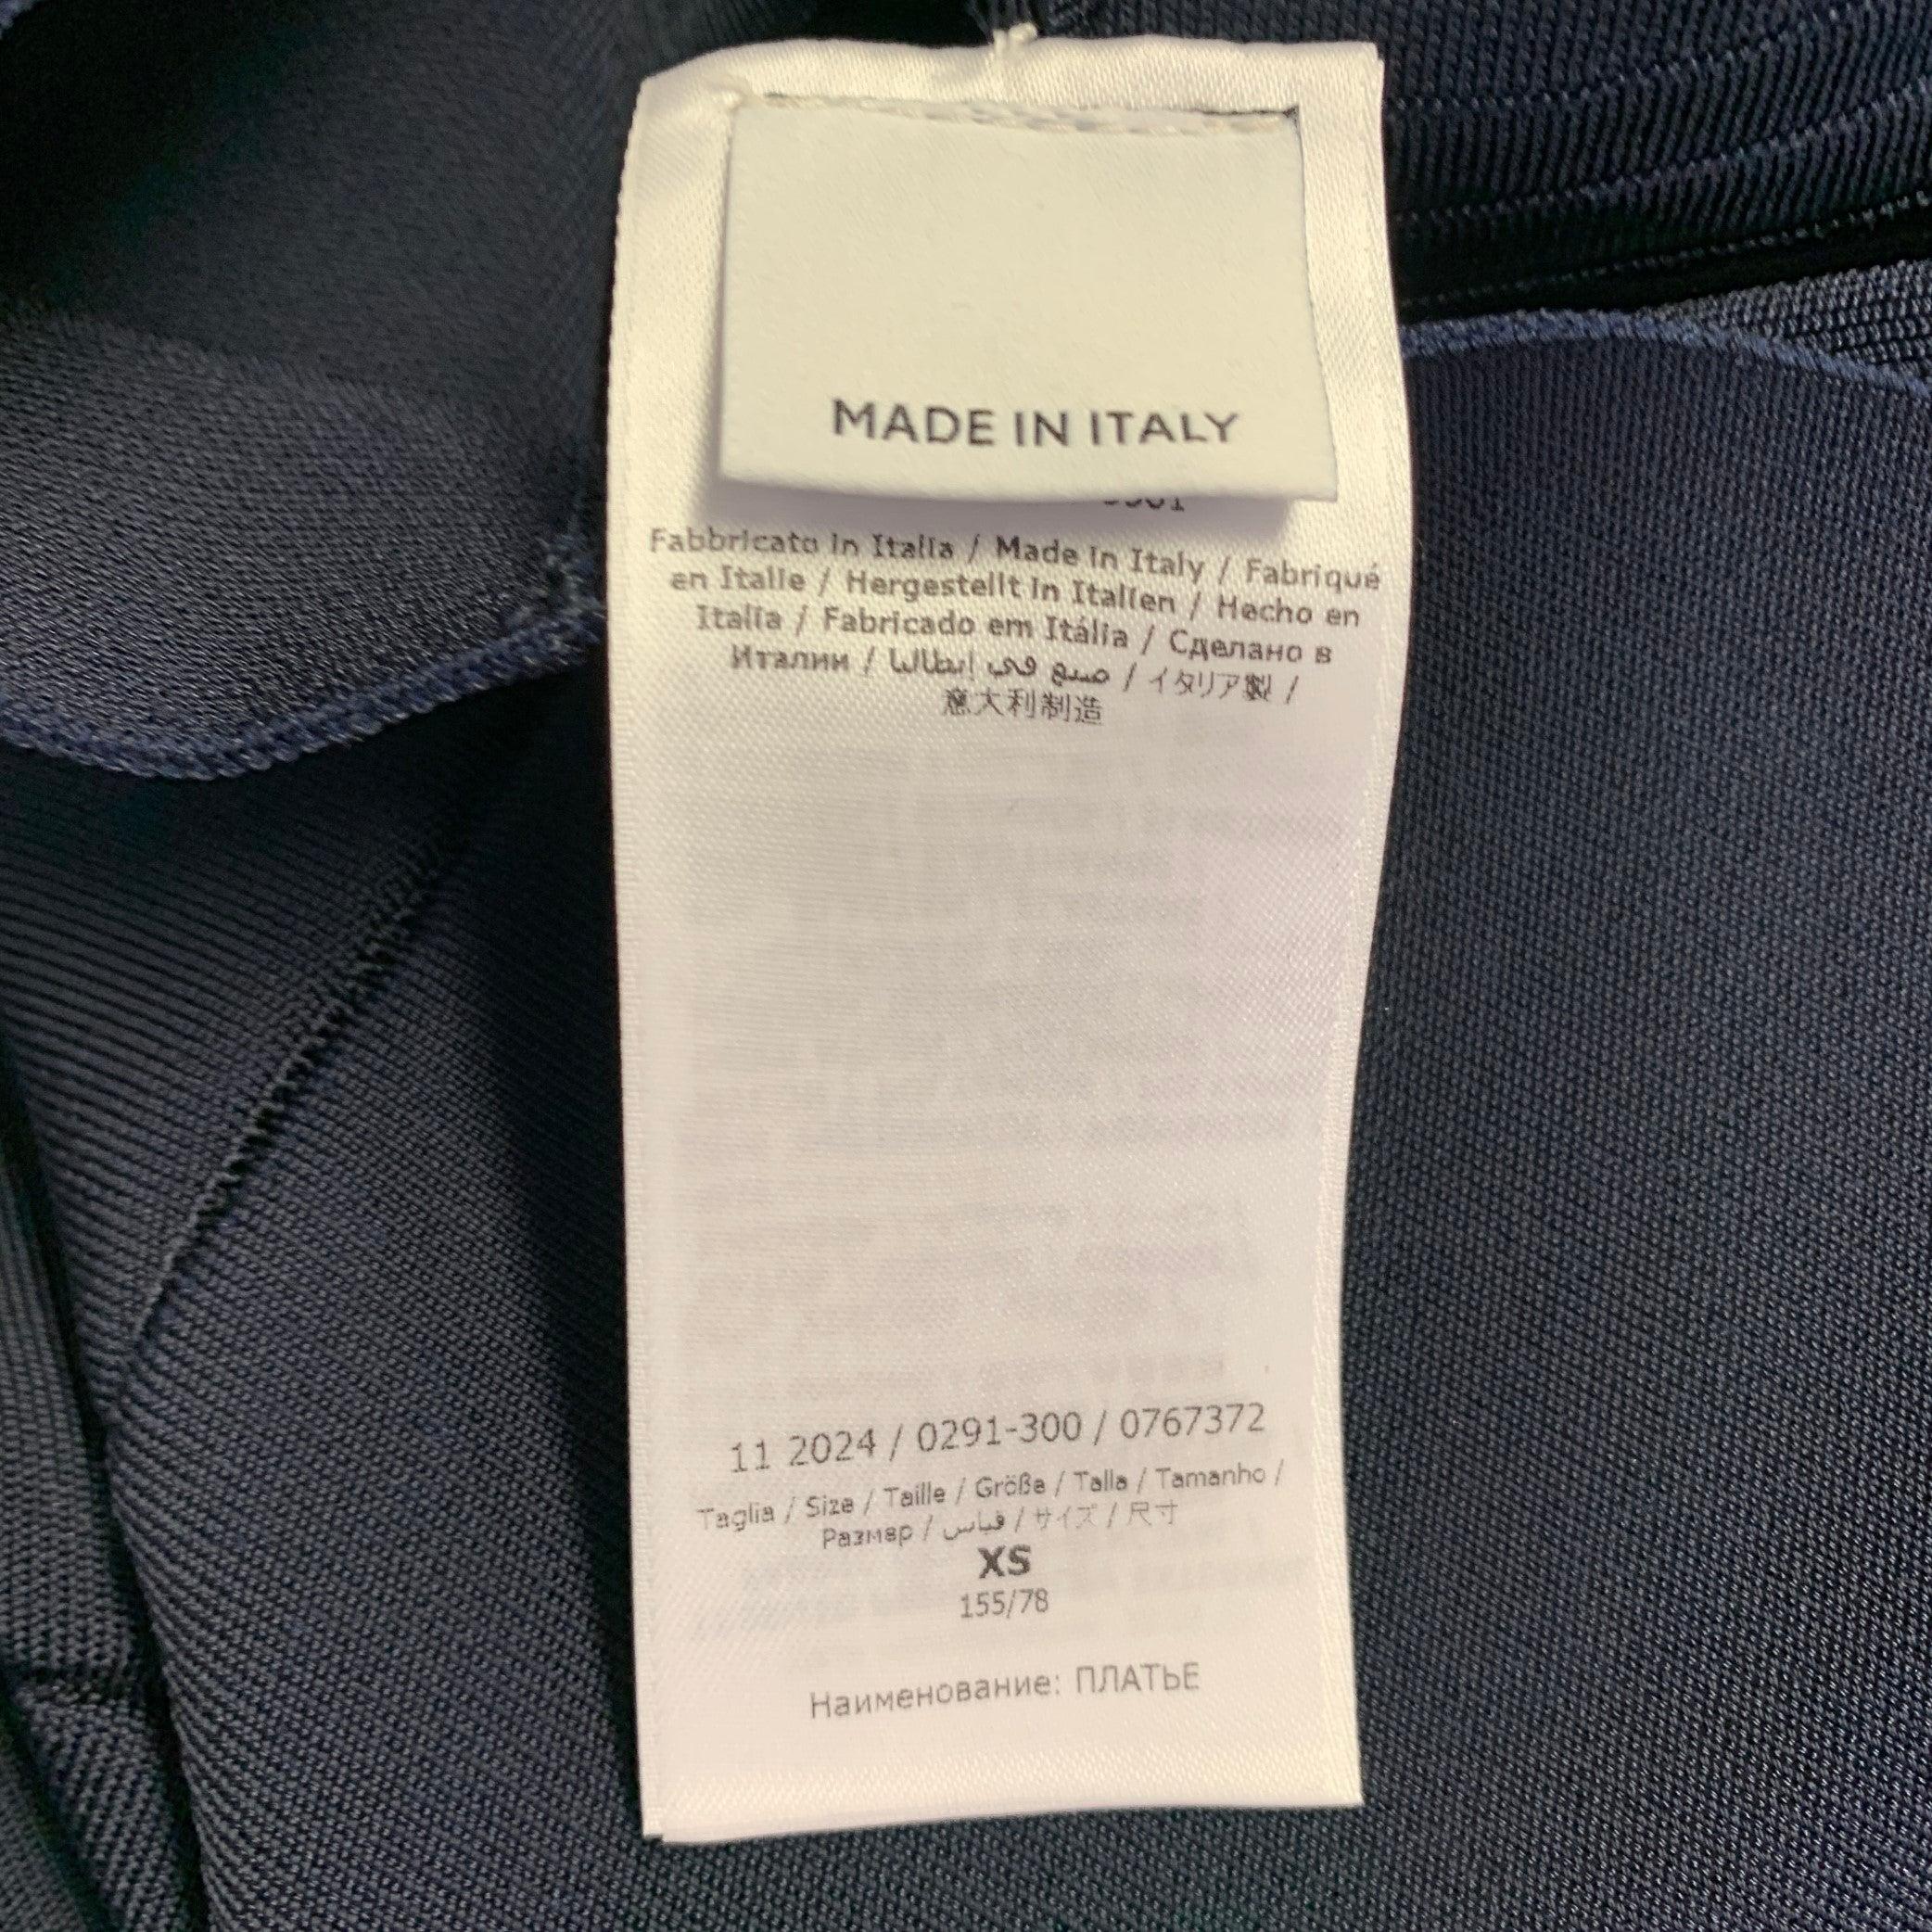 MADE IN ITALY
Fabbricato in Italia / Made in Italy / Fabriqué
en Italie / Hergestellt in Italien / Hecho en
Italia / Fabricado em Itália / Сделано в
Италии / صنع في إيطاليا / イタリア製 /
意大利制造
11 2024 / 0291-300 / 0767372
Taglia / Size / Taille / Größe / Talla / Tamanho /
Размер / قياس / サイズ / 尺寸
XS
155/78
Наименование: ПЛАТЬЕ